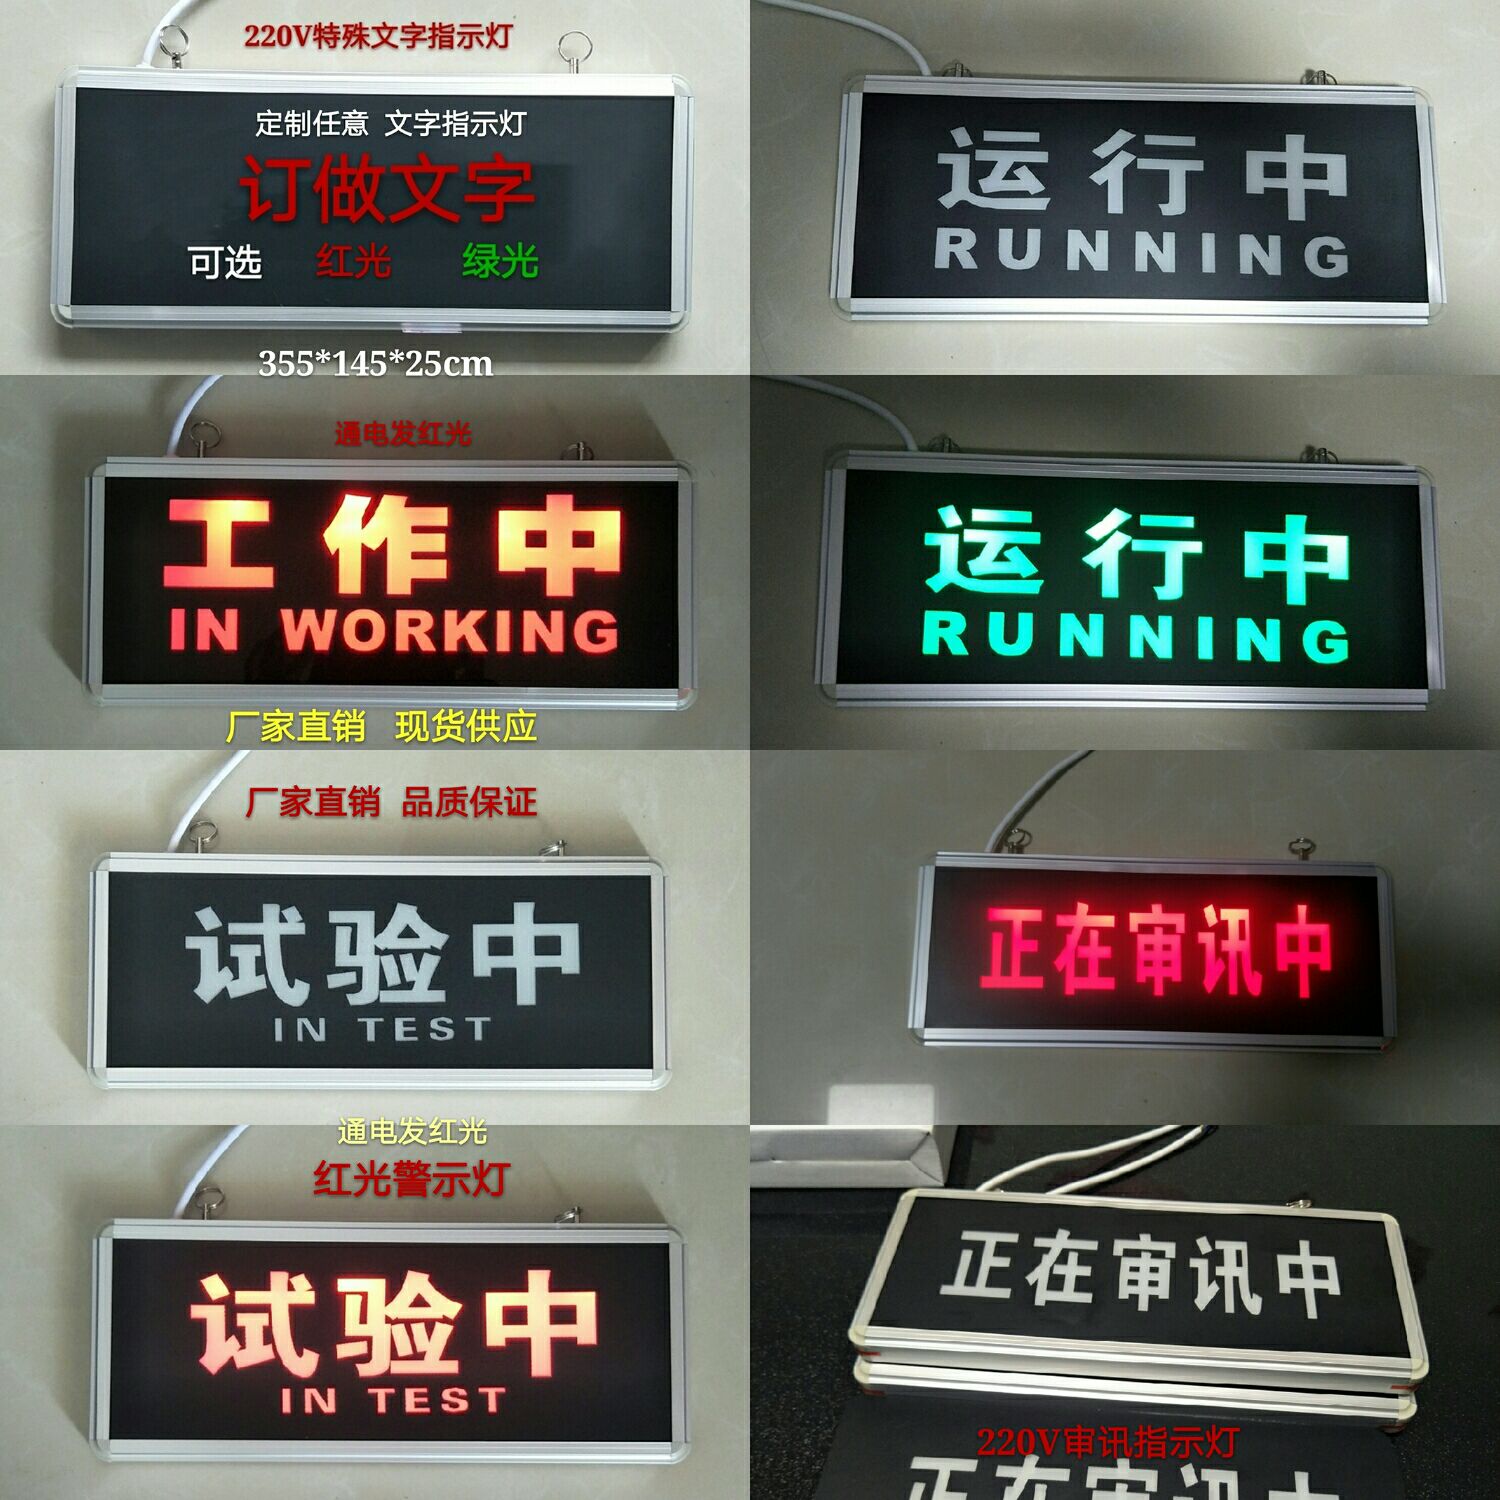 220V特殊文字指示灯
定制任意 文字指示灯
订做文字
可选 红光 绿光
355*145*25cm
运行中
RUNNING
通电发红光
工作中
IN WORKING
厂家直销 现货供应
运行中
RUNNING
厂家直销 品质保证
试验中
IN TEST
正在审讯中
通电发红光
红光警示灯
试验中
IN TEST
正在审讯中
220V审讯指示灯
正在审讯中